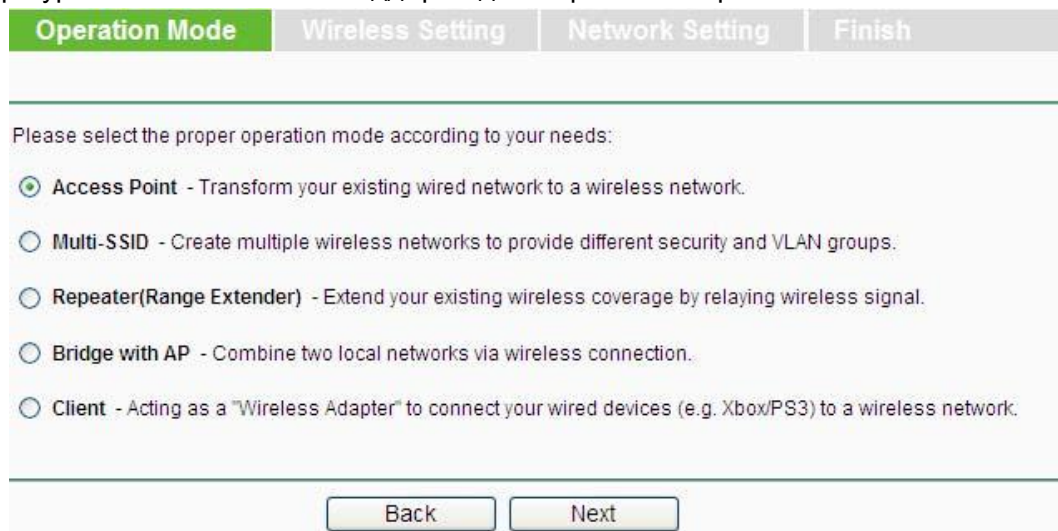 Operation Mode Wireless Setting Network Setting Finish
Please select the proper operation mode according to your needs:
Access Point - Transform your existing wired network to a wireless network.
Multi-SSID - Create multiple wireless networks to provide different security and VLAN groups.
Repeater(Range Extender) - Extend your existing wireless coverage by relaying wireless signal.
Bridge with AP - Combine two local networks via wireless connection.
Client - Acting as a "Wireless Adapter" to connect your wired devices (e.g. Xbox/PS3) to a wireless network.
Back Next